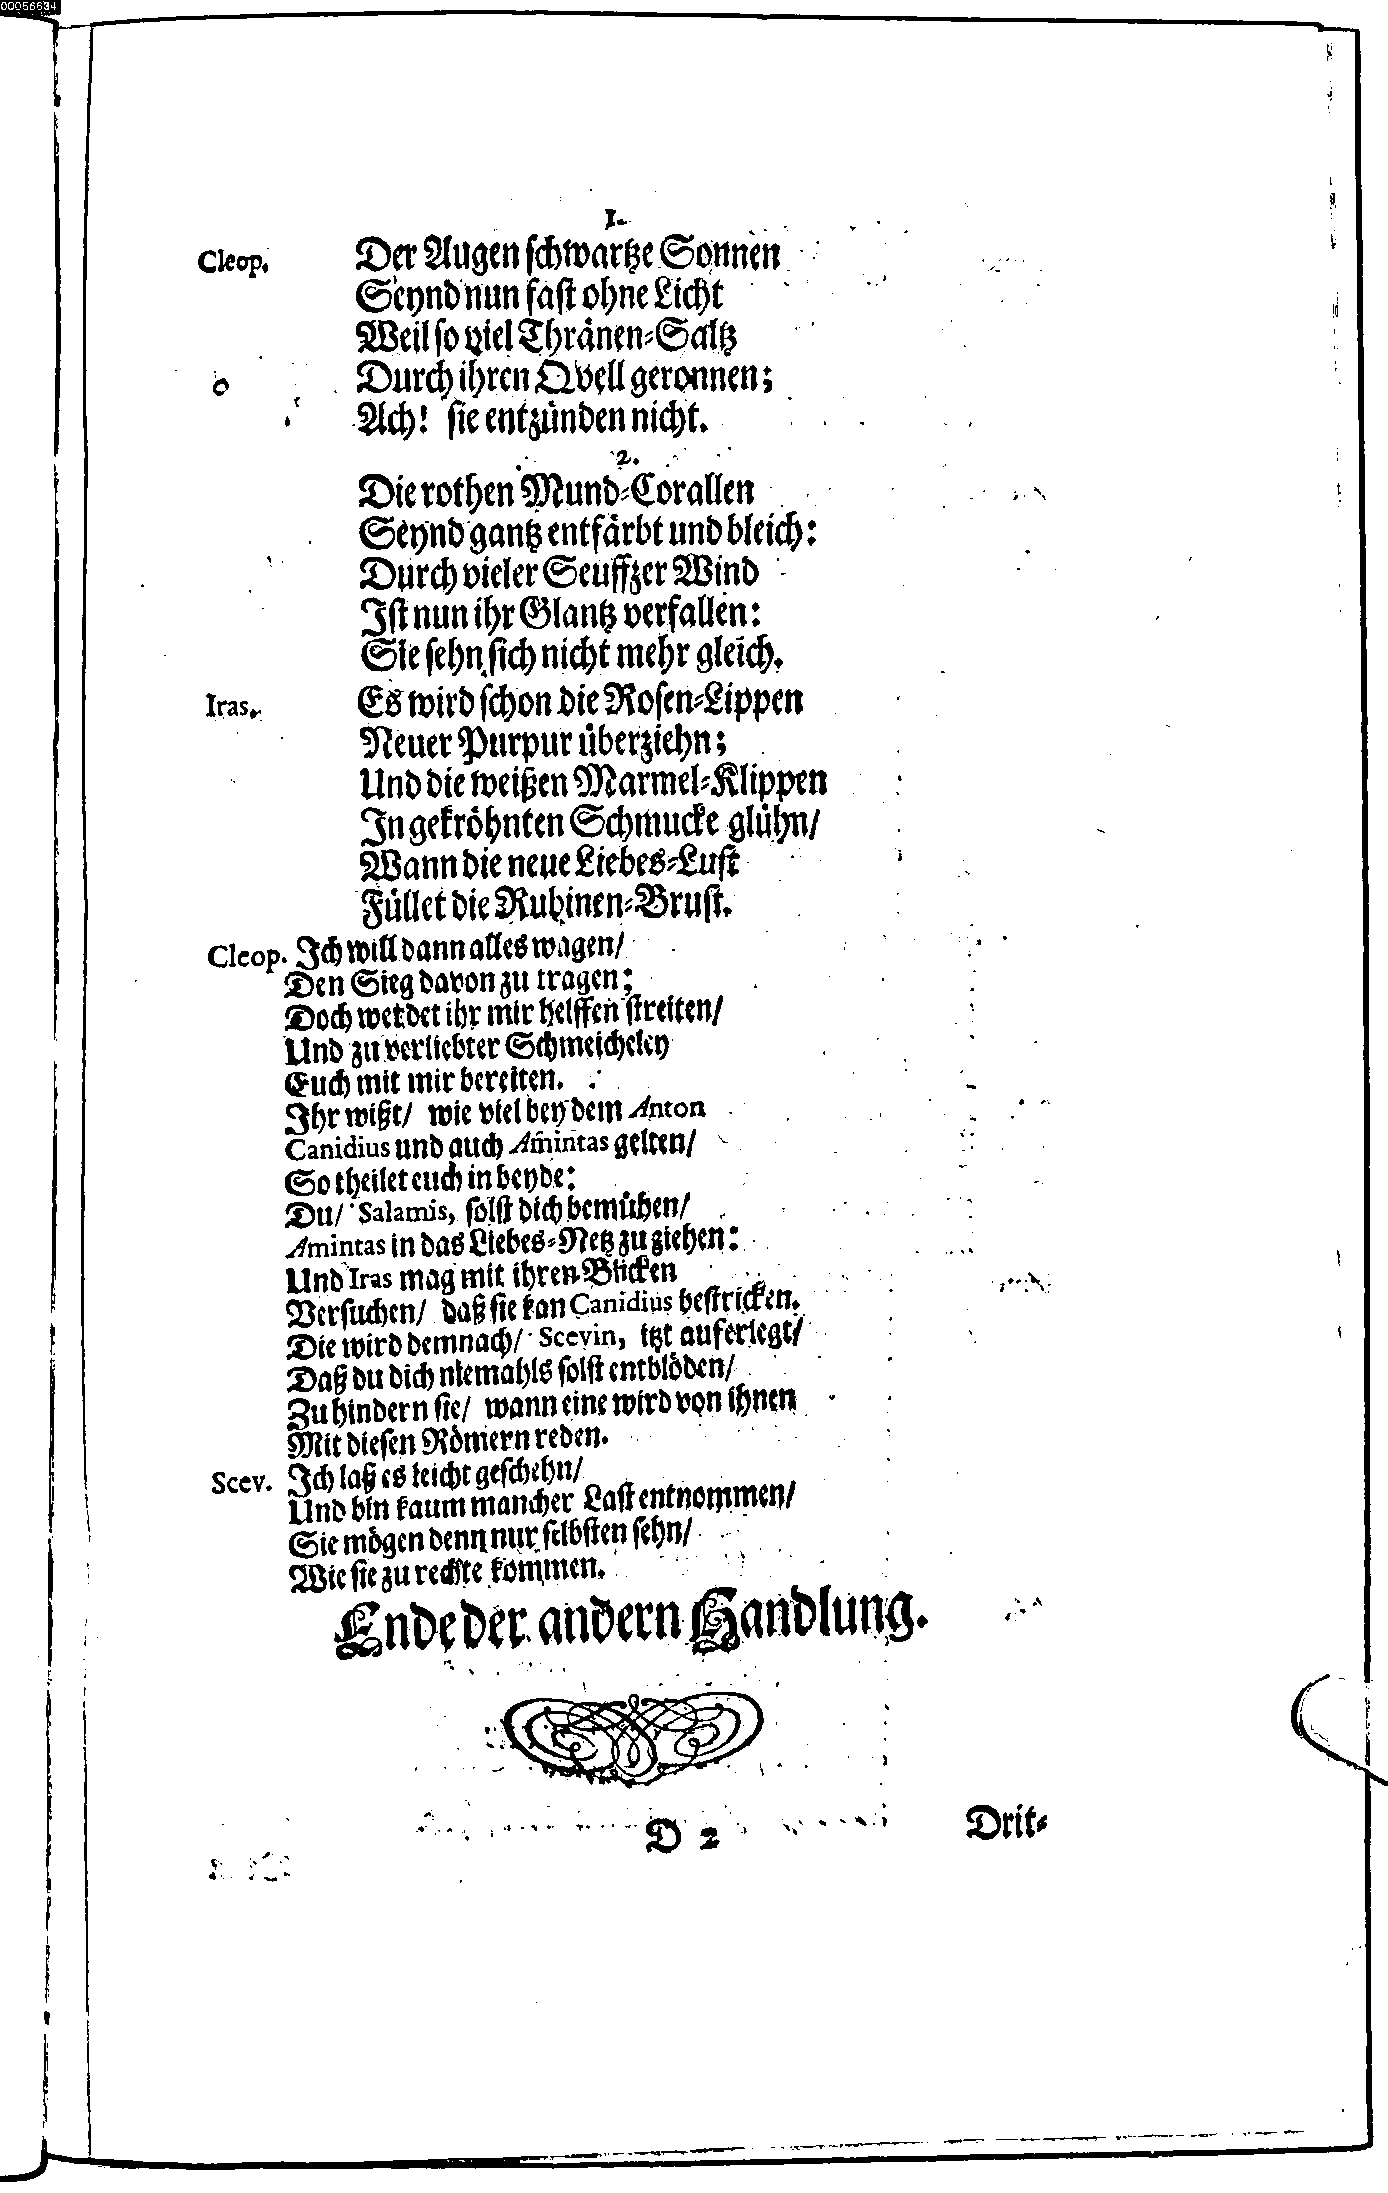 00056634
1.
Cleop. Der Augen schwartze Sonnen
Seynd nun fast ohne Licht
Weil so viel Thränen-Saltz
Durch ihren Qvell geronnen;
Ach! sie entzünden nicht.
2.
Die rothen Mund-Corallen
Seynd gantz entfärbt und bleich:
Durch vieler Seuffzer Wind
Ist nun ihr Glantz verfallen:
Sie sehn sich nicht mehr gleich.
Iras. Es wird schon die Rosen-Lippen
Neuer Purpur überziehn;
Und die weißen Marmel-Klippen
In gekröhnten Schmucke glühn/
Wann die neue Liebes-Lust
Füllet die Rubinen-Brust.
Cleop. Ich will dann alles wagen/
Den Sieg davon zu tragen;
Doch werdet ihr mir helffen streiten/
Und zu verliebter Schmeicheley
Euch mit mir bereiten.
Ihr wißt/ wie viel bey dem Anton
Canidius und auch Amintas gelten/
So theilet euch in beyde:
Du/ Salamis, solst dich bemühen/
Amintas in das Liebes-Netz zu ziehen:
Und Iras mag mit ihren Blicken
Versuchen/ daß sie kan Canidius bestricken.
Die wird demnach/ Scevin, itzt auferlegt/
Daß du dich niemahls solst entblöden/
Zu hindern sie/ wann eine wird von ihnen
Mit diesen Römern reden.
Scev. Ich laß es leicht geschehn/
Und bin kaum mancher Last entnommen/
Sie mögen denn nur selbsten sehn/
Wie sie zu rechte kommen.
Ende der andern Handlung.
D 2
Drit-